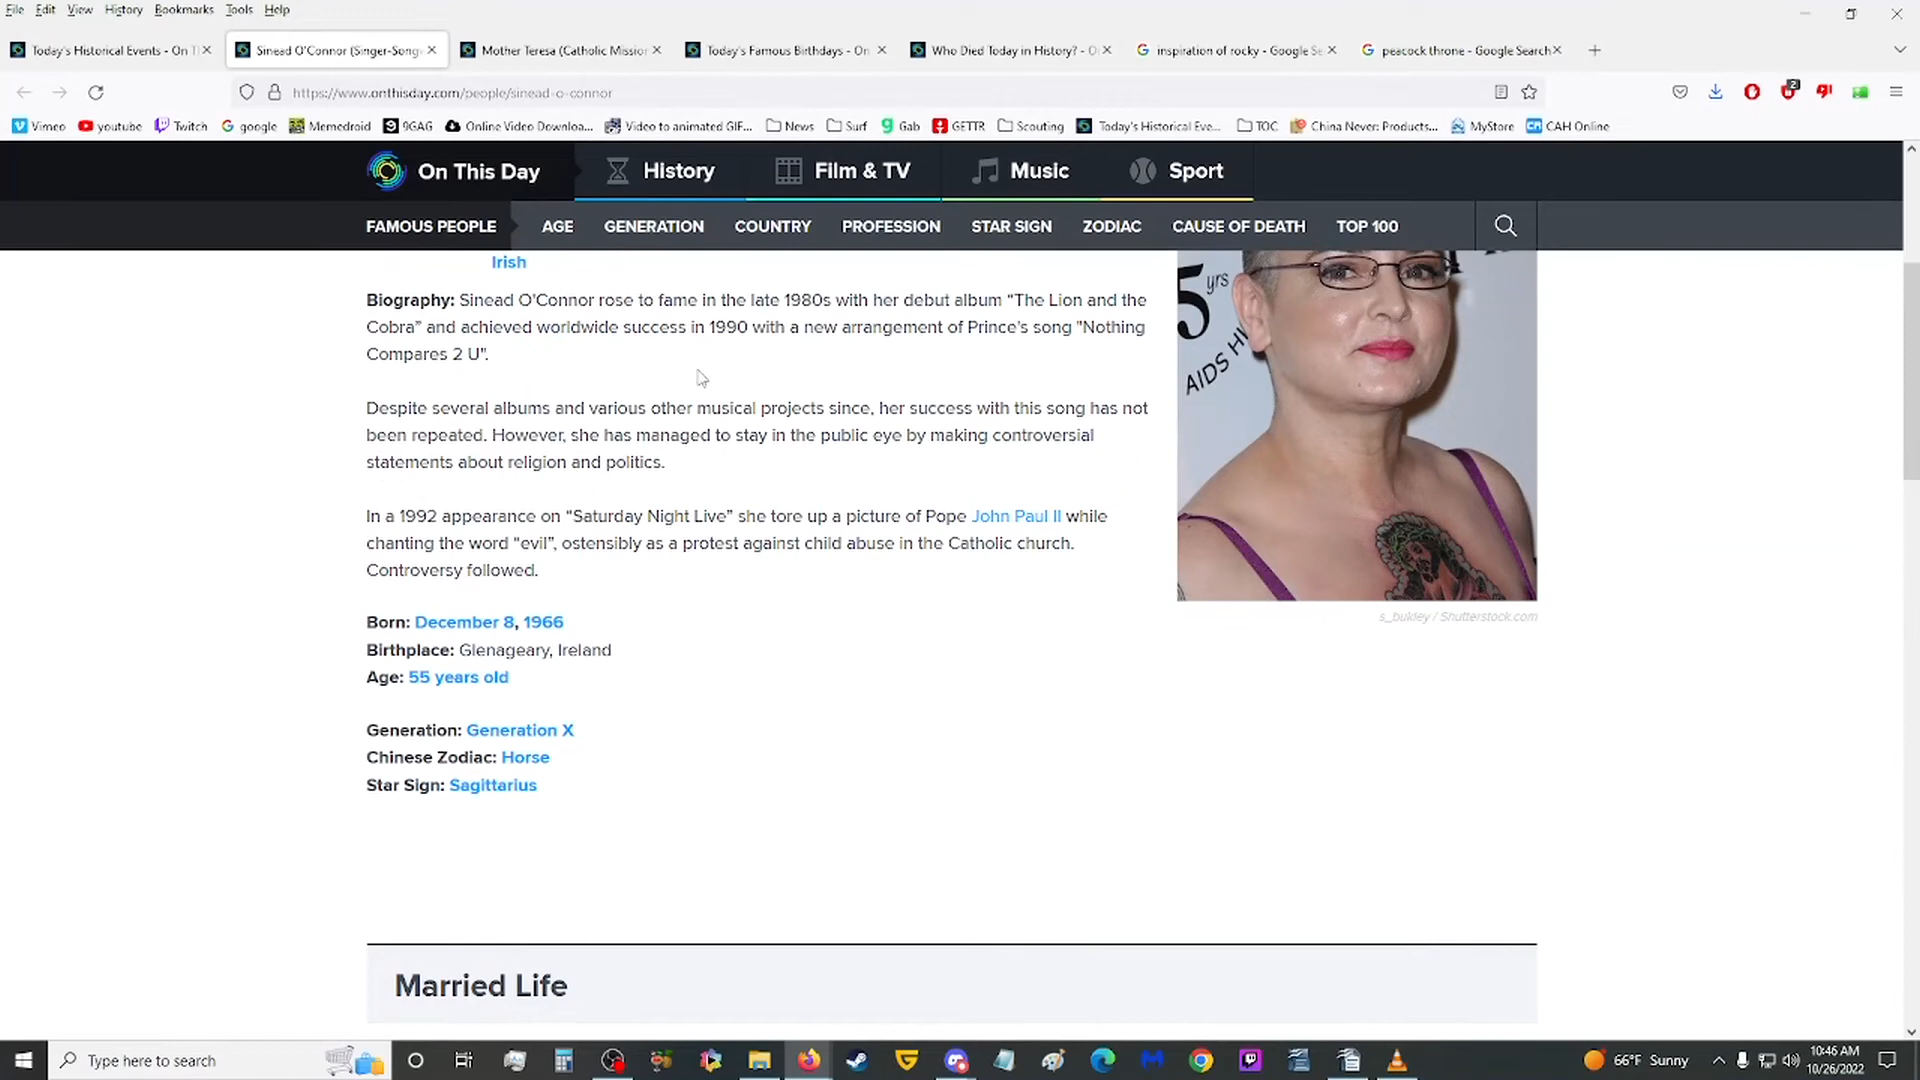 File Edit View History Bookmarks Tools Help
Today's Historical Events - On T
Sinead O'Connor (Singer-Song
Mother Teresa (Catholic Mission
Today's Famous Birthdays - On
Who Died Today in History? - O
inspiration of rocky - Google Se
peacock throne - Google Search
https://www.onthisday.com/people/sinead-o-connor
2
Vimeo youtube Twitch google Memedroid 9GAG Online Video Downloa... Video to animated GIF... News Surf Gab GETTR Scouting Today's Historical Eve... TOC China Never: Products... MyStore CAH Online
On This Day History Film & TV Music Sport
FAMOUS PEOPLE AGE GENERATION COUNTRY PROFESSION STAR SIGN ZODIAC CAUSE OF DEATH TOP 100
Irish
Biography: Sinead O'Connor rose to fame in the late 1980s with her debut album “The Lion and the
Cobra” and achieved worldwide success in 1990 with a new arrangement of Prince's song "Nothing
Compares 2 U".
Despite several albums and various other musical projects since, her success with this song has not
been repeated. However, she has managed to stay in the public eye by making controversial
statements about religion and politics.
In a 1992 appearance on “Saturday Night Live” she tore up a picture of Pope John Paul II while
chanting the word “evil”, ostensibly as a protest against child abuse in the Catholic church.
Controversy followed.
5 yrs
AIDS
s_bukley / Shutterstock.com
Born: December 8, 1966
Birthplace: Glenageary, Ireland
Age: 55 years old
Generation: Generation X
Chinese Zodiac: Horse
Star Sign: Sagittarius
Married Life
Type here to search
66°F Sunny
10:46 AM
10/26/2022